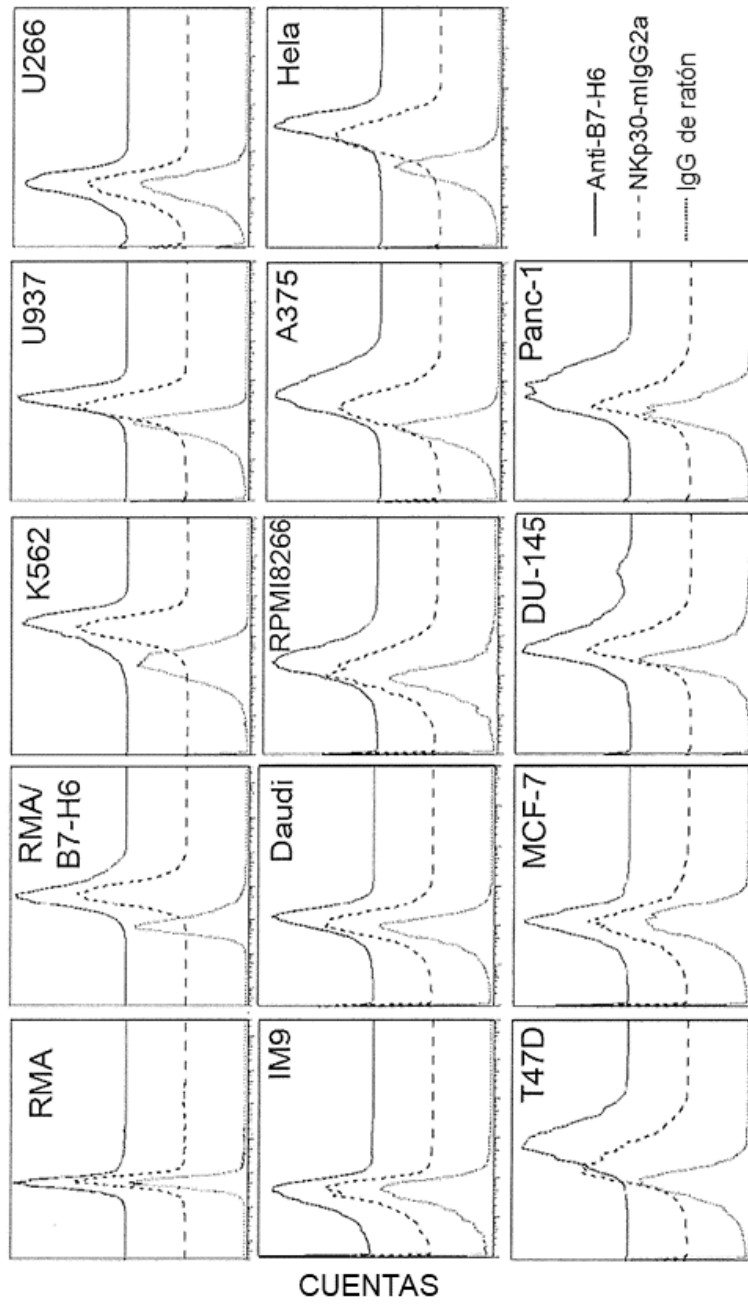 RMA
RMA/
B7-H6
K562
U937
U266
IM9
Daudi
RPMI8266
A375
Hela
T47D
MCF-7
DU-145
Panc-1
Anti-B7-H6
NKp30-mIgG2a
IgG de ratón
CUENTAS